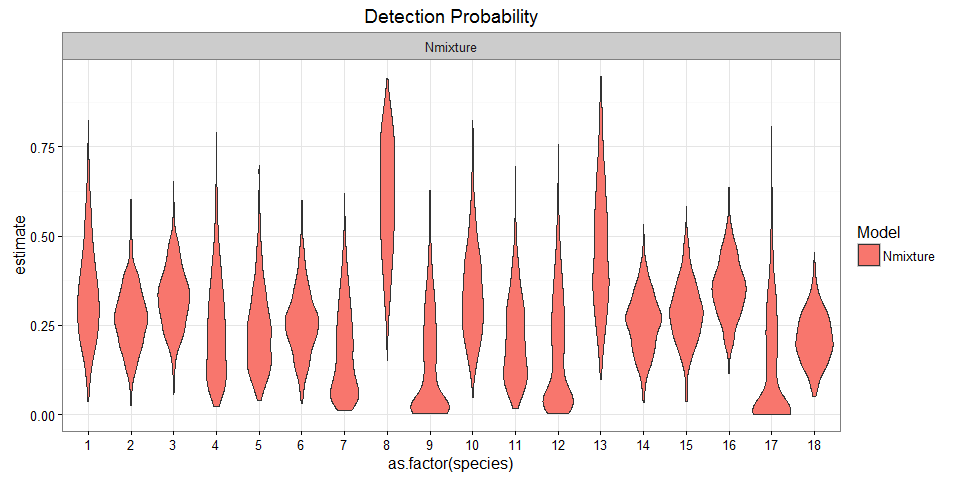 Detection Probability
Nmixture
estimate
0.75
0.50
0.25
0.00
1 2 3 4 5 6 7 8 9 10 11 12 13 14 15 16 17 18
as.factor(species)
Model
Nmixture